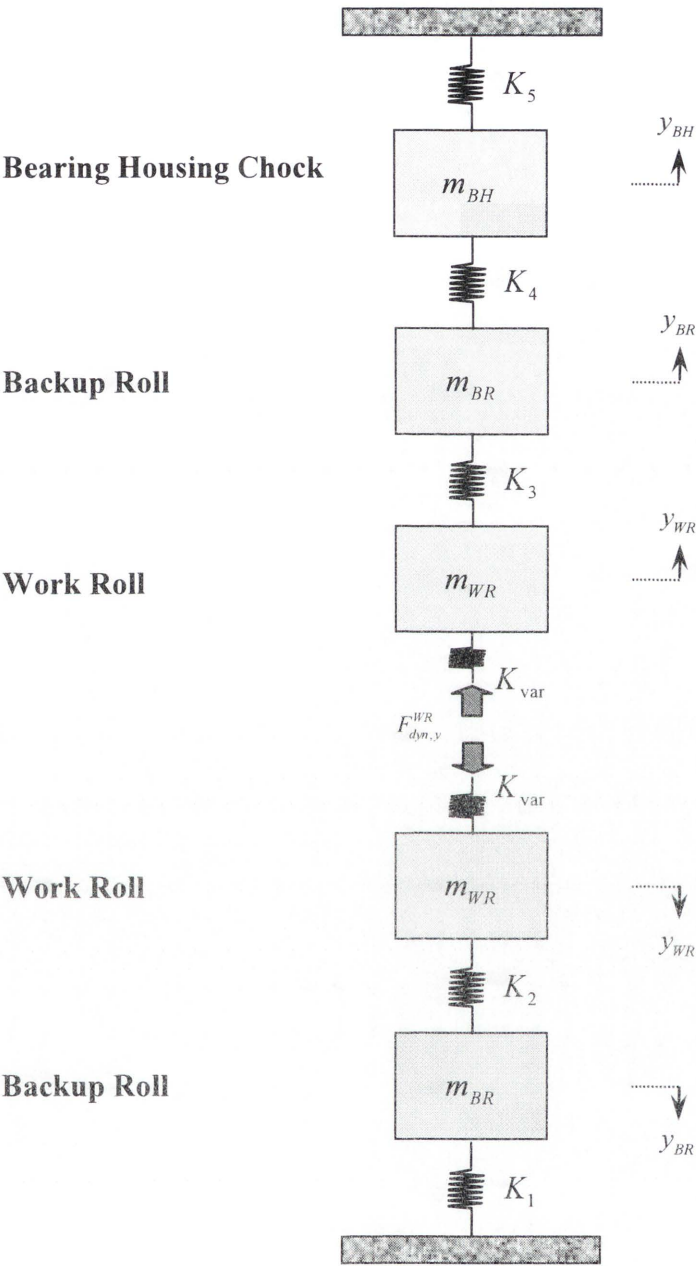 K5
yBH
Bearing Housing Chock
mBH
K4
yBR
Backup Roll
mBR
K3
yWR
Work Roll
mWR
Kvar
F^WR_dyn,y
Kvar
Work Roll
mWR
yWR
K2
Backup Roll
mBR
yBR
K1